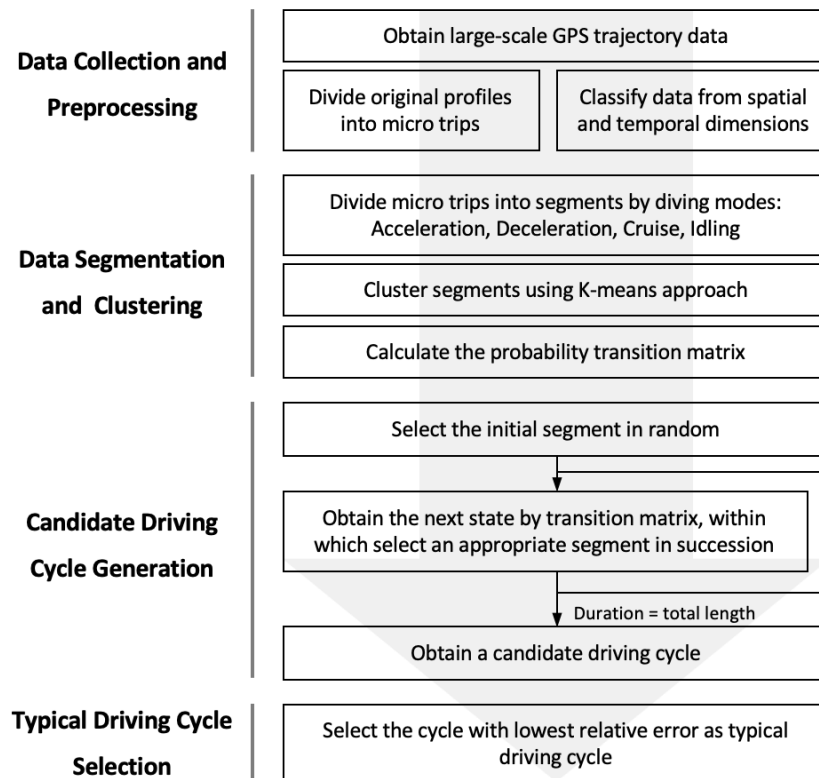 Data Collection and
Preprocessing
Obtain large-scale GPS trajectory data
Divide original profiles
into micro trips
Classify data from spatial
and temporal dimensions
Data Segmentation
and Clustering
Divide micro trips into segments by diving modes:
Acceleration, Deceleration, Cruise, Idling
Cluster segments using K-means approach
Calculate the probability transition matrix
Candidate Driving
Cycle Generation
Select the initial segment in random
Obtain the next state by transition matrix, within
which select an appropriate segment in succession
Duration = total length
Obtain a candidate driving cycle
Typical Driving Cycle
Selection
Select the cycle with lowest relative error as typical
driving cycle